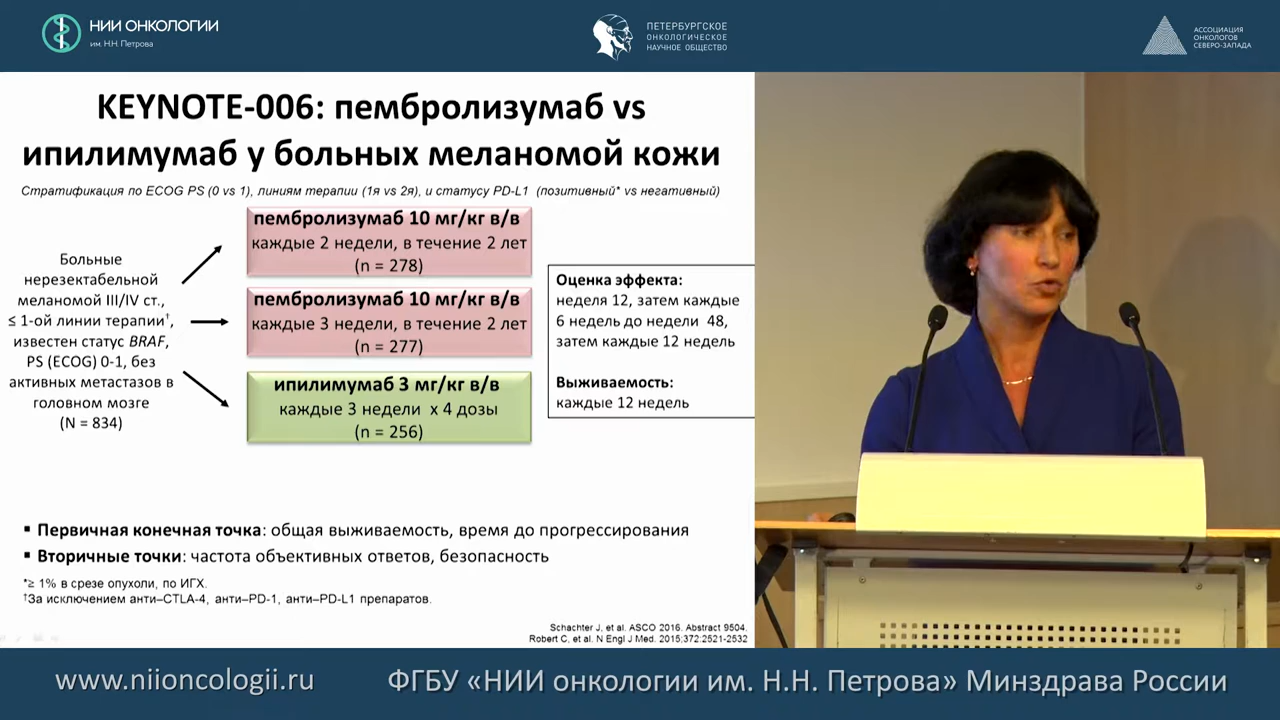 НИИ ОНКОЛОГИИ
им. Н.Н. Петрова
ПЕТЕРБУРГСКОЕ
ОНКОЛОГИЧЕСКОЕ
НАУЧНОЕ ОБЩЕСТВО
АССОЦИАЦИЯ
ОНКОЛОГОВ
СЕВЕРО-ЗАПАДА
KEYNOTE-006: пембролизумаб vs
ипилимумаб у больных меланомой кожи
Стратификация по ECOG PS (0 vs 1), линиям терапии (1я vs 2я), и статусу PD-L1 (позитивный* vs негативный)
Больные
нерезектабельной
меланомой III/IV ст.,
≤ 1-ой линии терапии†,
известен статус BRAF,
PS (ECOG) 0-1, без
активных метастазов в
головном мозге
(N = 834)
пембролизумаб 10 мг/кг в/в
каждые 2 недели, в течение 2 лет
(n = 278)
пембролизумаб 10 мг/кг в/в
каждые 3 недели, в течение 2 лет
(n = 277)
ипилимумаб 3 мг/кг в/в
каждые 3 недели х 4 дозы
(n = 256)
Оценка эффекта:
неделя 12, затем каждые
6 недель до недели 48,
затем каждые 12 недель
Выживаемость:
каждые 12 недель
▪ Первичная конечная точка: общая выживаемость, время до прогрессирования
▪ Вторичные точки: частота объективных ответов, безопасность
*≥ 1% в срезе опухоли, по ИГХ.
†За исключением анти–CTLA-4, анти–PD-1, анти–PD-L1 препаратов.
Schachter J, et al. ASCO 2016. Abstract 9504,
Robert C, et al. N Engl J Med. 2015;372:2521-2532
www.niioncologii.ru
ФГБУ «НИИ онкологии им. Н.Н. Петрова» Минздрава России